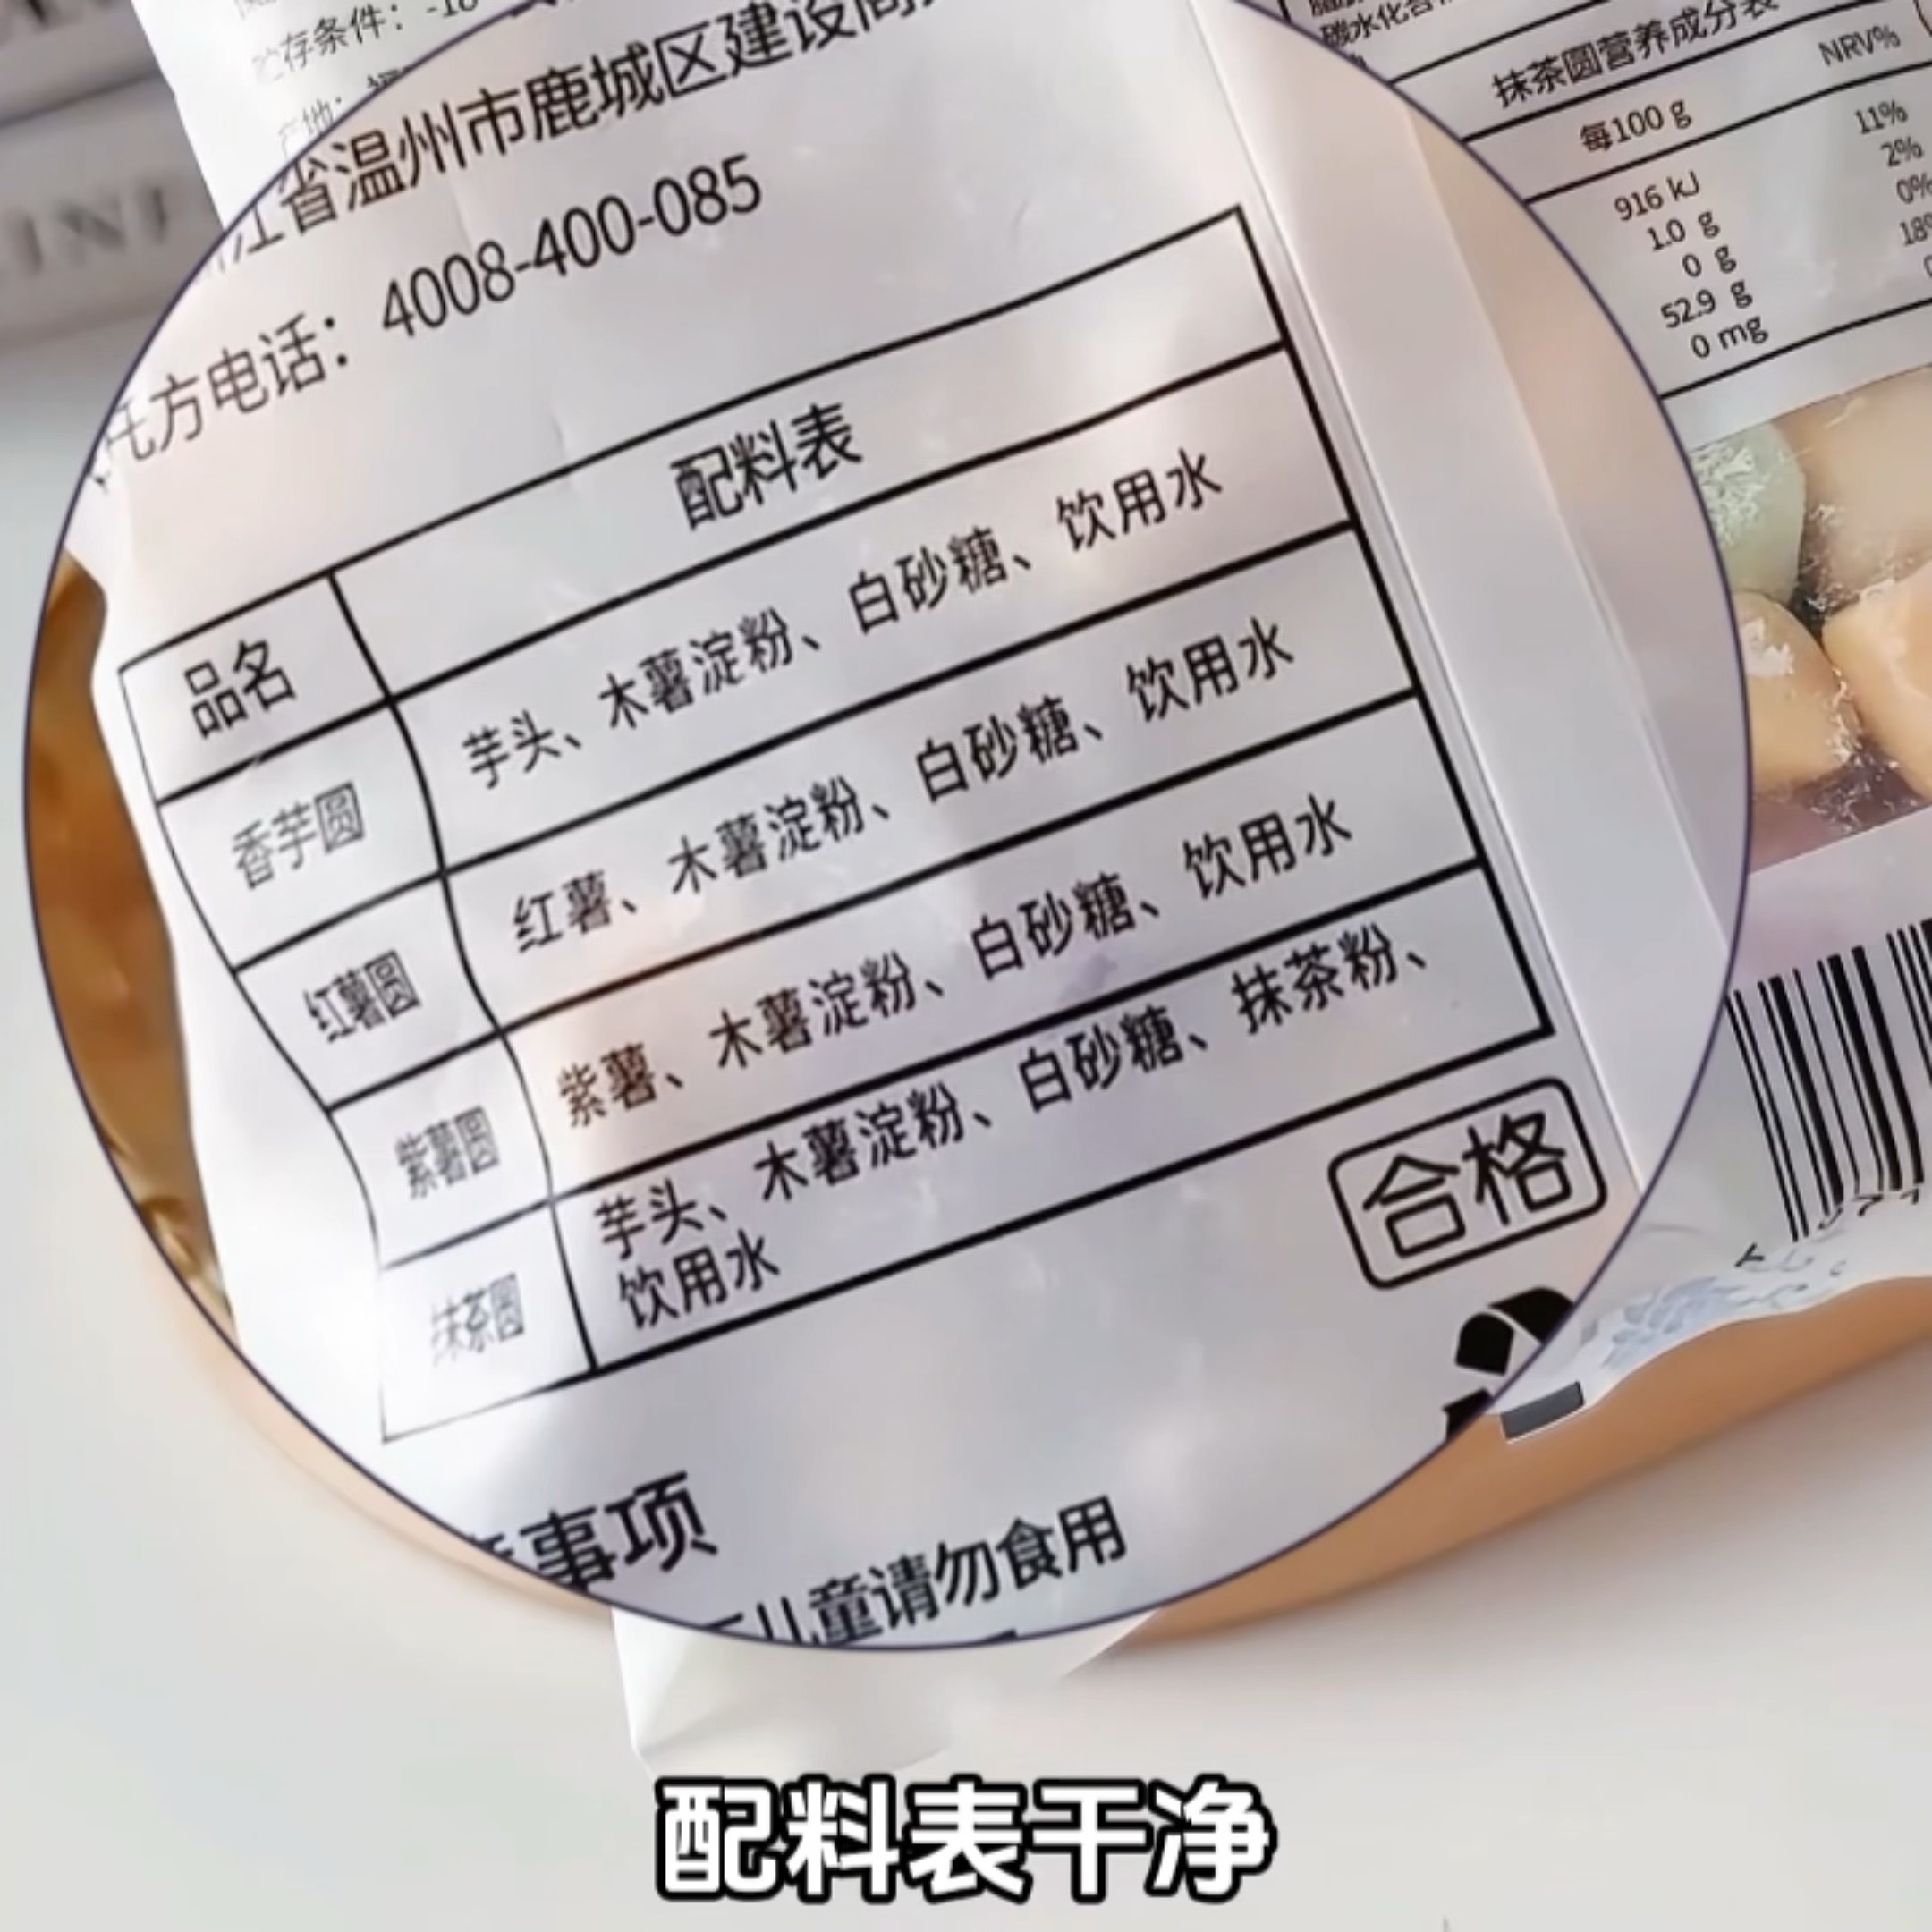 存条件：-18
省温州市鹿城区建设
方电话：4008-400-085
品名 配料表
香芋圆 芋头、木薯淀粉、白砂糖、饮用水
红薯圆 红薯、木薯淀粉、白砂糖、饮用水
紫薯圆 紫薯、木薯淀粉、白砂糖、饮用水
抹茶圆 芋头、木薯淀粉、白砂糖、抹茶粉、
饮用水
合格
事项
儿童请勿食用
碳水化合
抹茶圆营养成分表
每100 g NRV%
916 kJ 11%
1.0 g 2%
0 g 0%
52.9 g 18%
0 mg
配料表干净